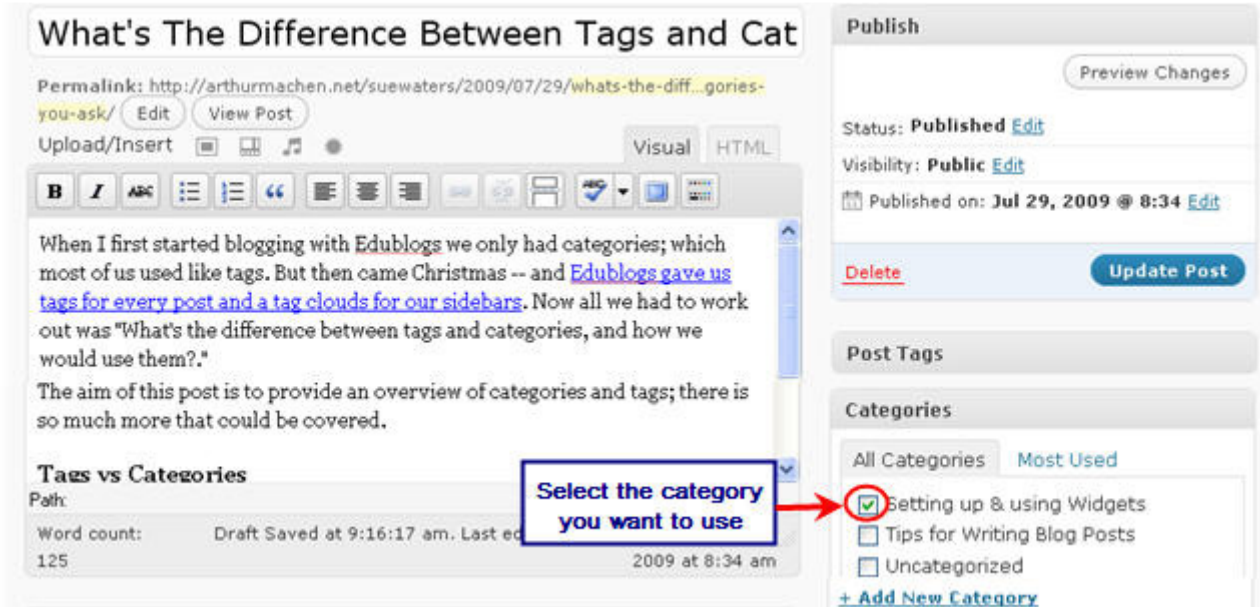 What's The Difference Between Tags and Cat
Permalink: http://arthurmachen.net/suewaters/2009/07/29/whats-the-diff...gories-
you-ask/ Edit View Post
Upload/Insert
Visual HTML
B I ABC ABC
When I first started blogging with Edublogs we only had categories; which
most of us used like tags. But then came Christmas -- and Edublogs gave us
tags for every post and a tag clouds for our sidebars. Now all we had to work
out was "What's the difference between tags and categories, and how we
would use them?."
The aim of this post is to provide an overview of categories and tags; there is
so much more that could be covered.
Tags vs Categories
Path:
Word count: Draft Saved at 9:16:17 am. Last ed
125 2009 at 8:34 am
Select the category
you want to use
Publish
Preview Changes
Status: Published Edit
Visibility: Public Edit
Published on: Jul 29, 2009 @ 8:34 Edit
Delete Update Post
Post Tags
Categories
All Categories Most Used
Setting up & using Widgets
Tips for Writing Blog Posts
Uncategorized
+ Add New Category